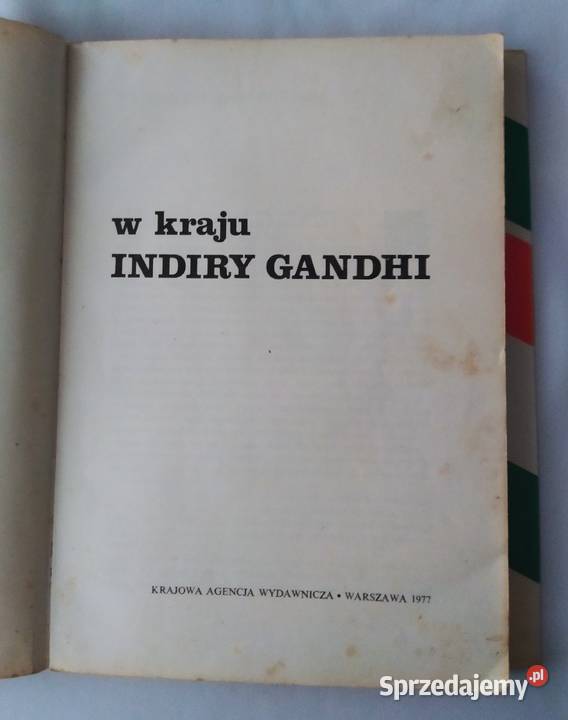 w kraju
INDIRY GANDHI
KRAJOWA AGENCJA WYDAWNICZA • WARSZAWA 1977
Sprzedajemy.pl